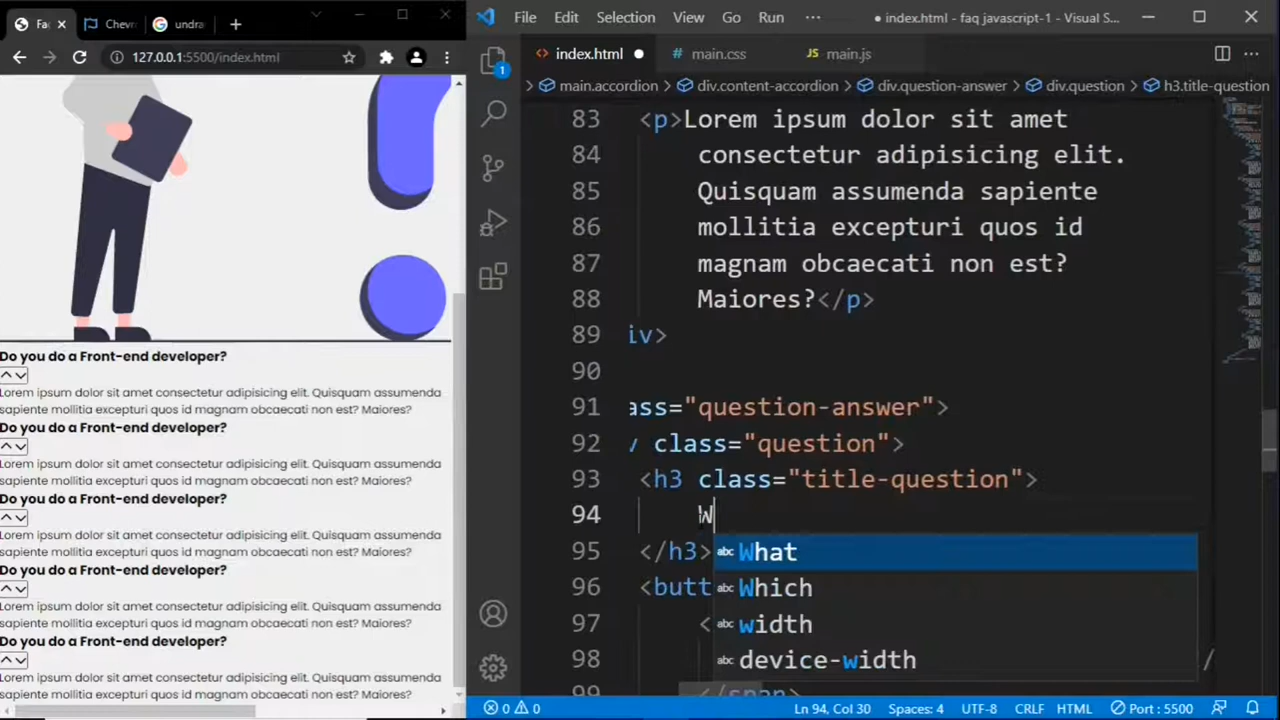 Fa
Chevr
undra
127.0.0.1:5500/index.html
Do you do a Front-end developer?
Lorem ipsum dolor sit amet consectetur adipisicing elit. Quisquam assumenda
sapiente mollitia excepturi quos id magnam obcaecati non est? Maiores?
Do you do a Front-end developer?
Lorem ipsum dolor sit amet consectetur adipisicing elit. Quisquam assumenda
sapiente mollitia excepturi quos id magnam obcaecati non est? Maiores?
Do you do a Front-end developer?
Lorem ipsum dolor sit amet consectetur adipisicing elit. Quisquam assumenda
sapiente mollitia excepturi quos id magnam obcaecati non est? Maiores?
Do you do a Front-end developer?
Lorem ipsum dolor sit amet consectetur adipisicing elit. Quisquam assumenda
sapiente mollitia excepturi quos id magnam obcaecati non est? Maiores?
Do you do a Front-end developer?
Lorem ipsum dolor sit amet consectetur adipisicing elit. Quisquam assumenda
sapiente mollitia excepturi quos id magnam obcaecati non est? Maiores?
File Edit Selection View Go Run ··· ● index.html - faq javascript-1 - Visual S...
index.html ● # main.css JS main.js
1
> main.accordion > div.content-accordion > div.question-answer > div.question > h3.title-question
83 <p>Lorem ipsum dolor sit amet
84 consectetur adipisicing elit.
85 Quisquam assumenda sapiente
86 mollitia excepturi quos id
87 magnam obcaecati non est?
88 Maiores?</p>
89 iv>
90
91 ass="question-answer">
92 v class="question">
93 <h3 class="title-question">
94 W
abc What
95 </h3>
abc Which
96 <butt
abc width
97 <
abc device-width
98 /
99 </span>
0 0 Ln 94, Col 30 Spaces: 4 UTF-8 CRLF HTML Port : 5500